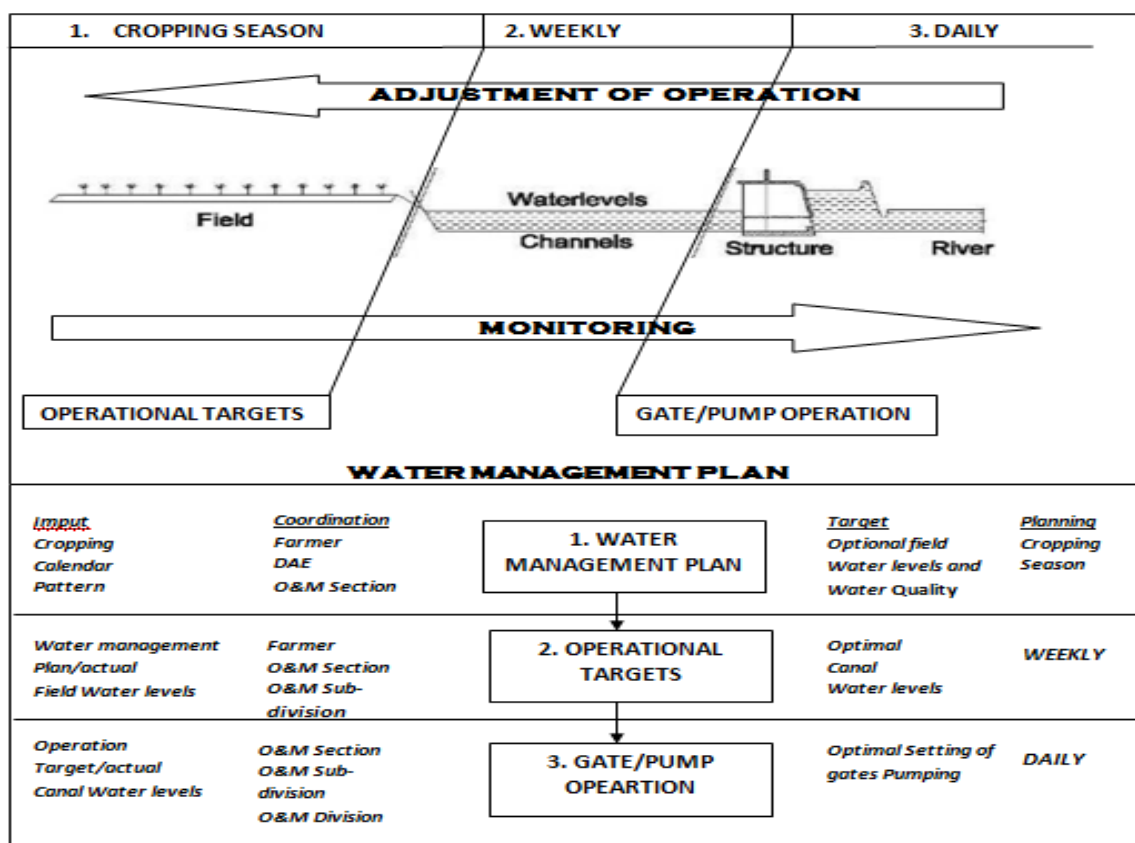 1. CROPPING SEASON
2. WEEKLY
3. DAILY
ADJUSTMENT OF OPERATION
Field
Waterlevels
Channels
Structure
River
MONITORING
OPERATIONAL TARGETS
GATE/PUMP OPERATION
WATER MANAGEMENT PLAN
Imput
Cropping
Calendar
Pattern
Coordination
Farmer
DAE
O&M Section
1. WATER
MANAGEMENT PLAN
Target
Optional field
Water levels and
Water Quality
Planning
Cropping
Season
Water management
Plan/actual
Field Water levels
Farmer
O&M Section
O&M Sub-
division
2. OPERATIONAL
TARGETS
Optimal
Canal
Water levels
WEEKLY
Operation
Target/actual
Canal Water levels
O&M Section
O&M Sub-
division
O&M Division
3. GATE/PUMP
OPEARTION
Optimal Setting of
gates Pumping
DAILY